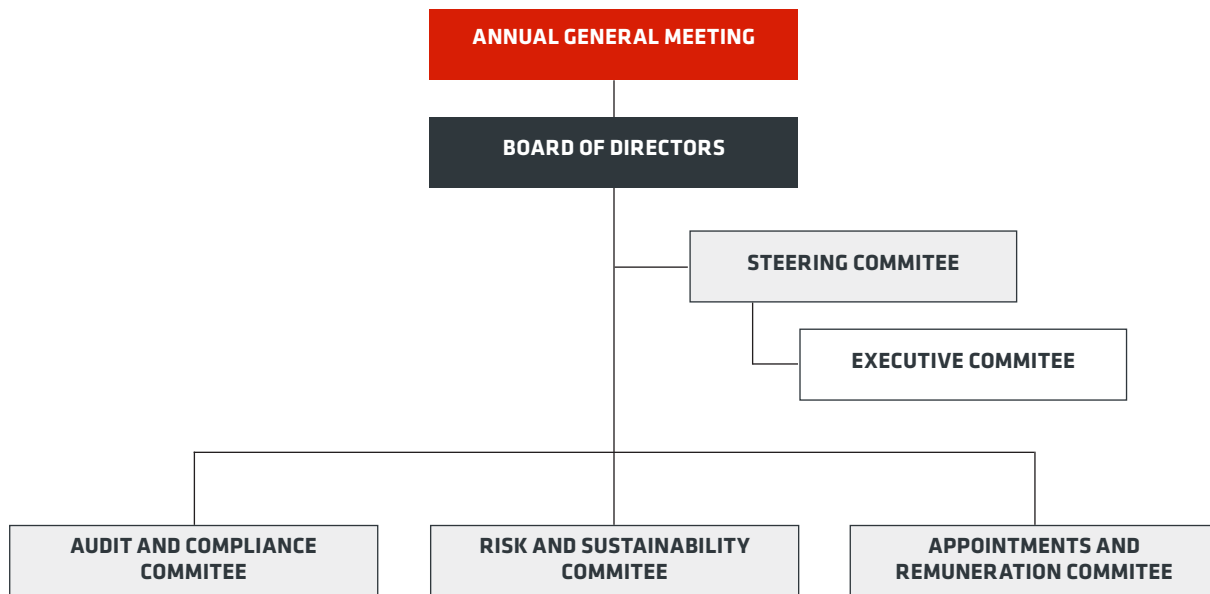 ANNUAL GENERAL MEETING
BOARD OF DIRECTORS
STEERING COMMITEE
EXECUTIVE COMMITEE
AUDIT AND COMPLIANCE
COMMITEE
RISK AND SUSTAINABILITY
COMMITEE
APPOINTMENTS AND
REMUNERATION COMMITEE